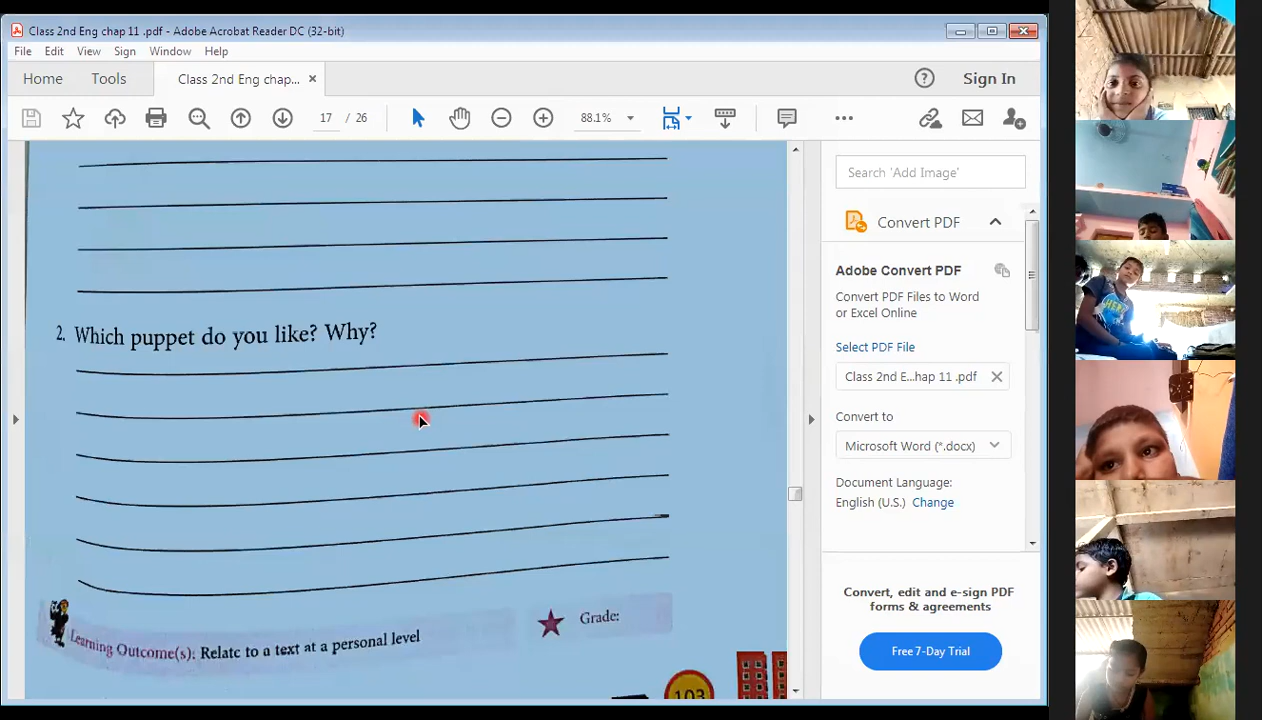 Class 2nd Eng chap 11 .pdf - Adobe Acrobat Reader DC (32-bit)
File Edit View Sign Window Help
Home Tools Class 2nd Eng chap... × Sign In
17 / 26 88.1%
Search 'Add Image'
Convert PDF
Adobe Convert PDF
Convert PDF Files to Word
or Excel Online
Select PDF File
Class 2nd E...hap 11 .pdf
Convert to
Microsoft Word (*.docx)
Document Language:
English (U.S.) Change
Convert, edit and e-sign PDF
forms & agreements
Free 7-Day Trial
2. Which puppet do you like? Why?
Grade:
Learning Outcome(s): Relate to a text at a personal level
103